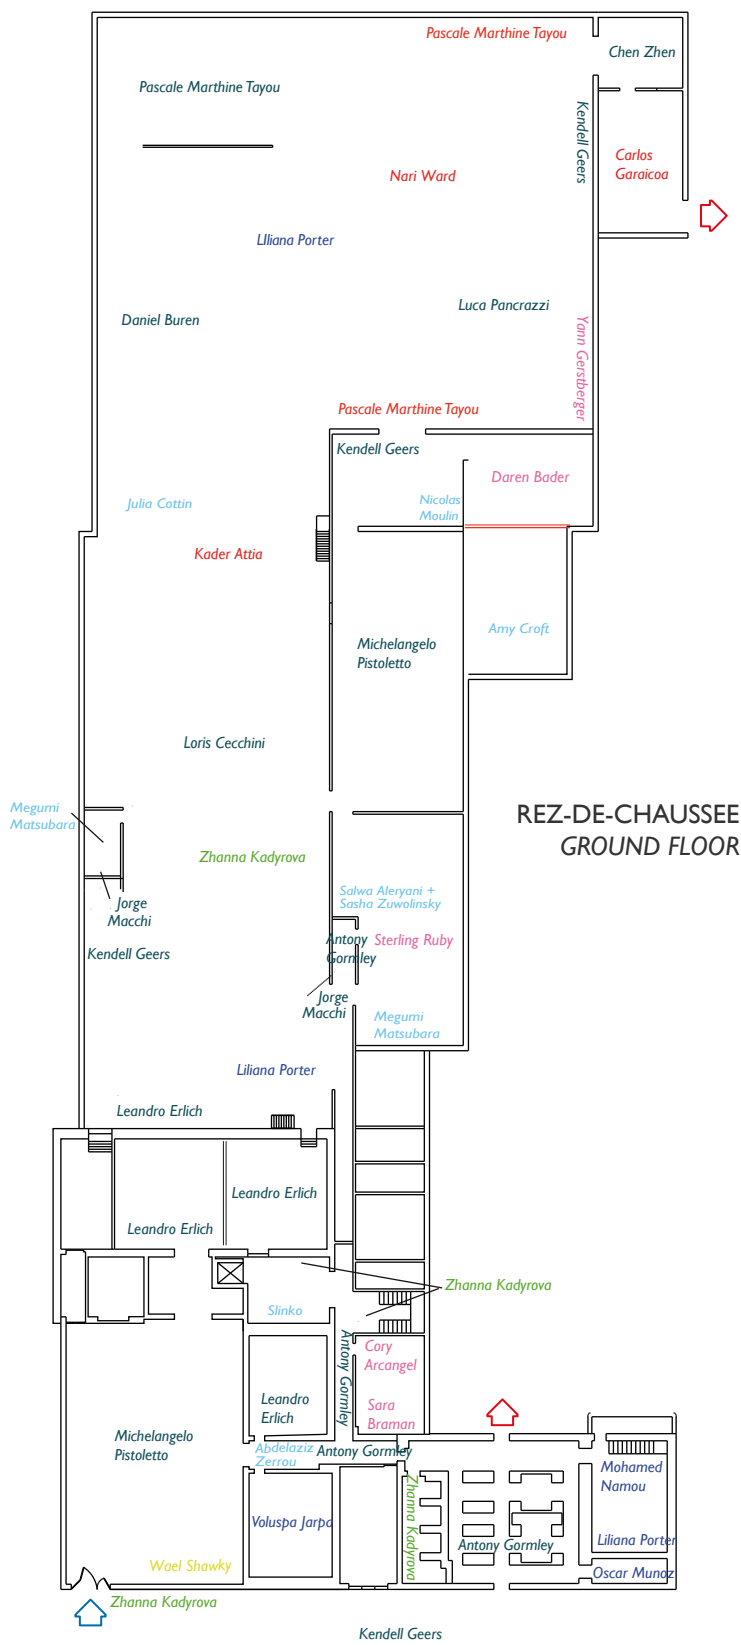 Pascale Marthine Tayou
Chen Zhen
Pascale Marthine Tayou
Kendell Geers
Carlos
Garaicoa
Nari Ward
LIliana Porter
Luca Pancrazzi
Daniel Buren
Yann Gerstberger
Pascale Marthine Tayou
Kendell Geers
Daren Bader
Nicolas
Moulin
Julia Cottin
Kader Attia
Amy Croft
Michelangelo
Pistoletto
Loris Cecchini
Megumi
Matsubara
REZ-DE-CHAUSSEE
GROUND FLOOR
Zhanna Kadyrova
Salwa Aleryani +
Sasha Zuwolinsky
Jorge
Macchi
Antony
Gormley
Sterling Ruby
Kendell Geers
Jorge
Macchi
Megumi
Matsubara
Liliana Porter
Leandro Erlich
Leandro Erlich
Leandro Erlich
Zhanna Kadyrova
Slinko
Antony Gormley
Cory
Arcangel
Leandro
Erlich
Sara
Braman
Michelangelo
Pistoletto
Abdelaziz
Zerrou
Antony Gormley
Mohamed
Namou
Zhanna Kadyrova
Voluspa Jarpa
Antony Gormley
Liliana Porter
Wael Shawky
Oscar Munoz
Zhanna Kadyrova
Kendell Geers